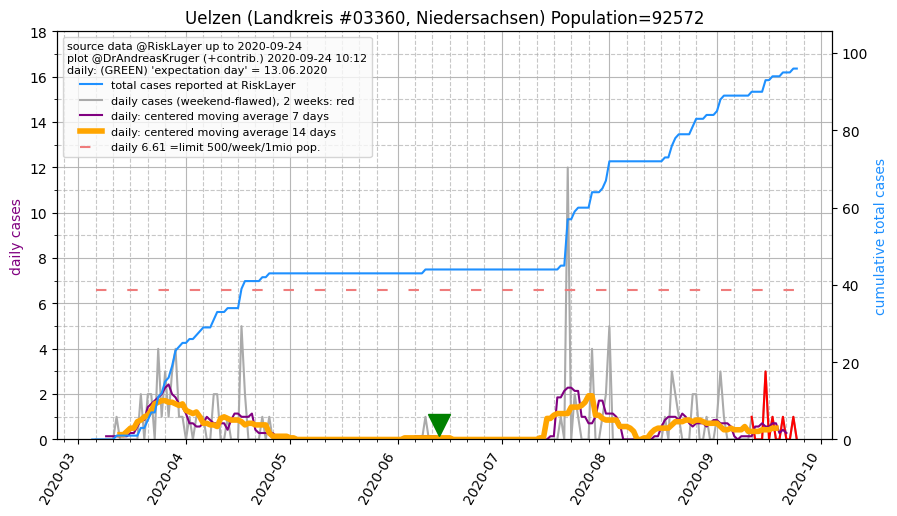 Uelzen (Landkreis #03360, Niedersachsen) Population=92572
source data @RiskLayer up to 2020-09-24
plot @DrAndreasKruger (+contrib.) 2020-09-24 10:12
daily: (GREEN) 'expectation day' = 13.06.2020
total cases reported at RiskLayer
daily cases (weekend-flawed), 2 weeks: red
daily: centered moving average 7 days
daily: centered moving average 14 days
daily 6.61 =limit 500/week/1mio pop.
daily cases
18
16
14
12
10
8
6
4
2
0
100
80
60
40
20
0
cumulative total cases
2020-03
2020-04
2020-05
2020-06
2020-07
2020-08
2020-09
2020-10